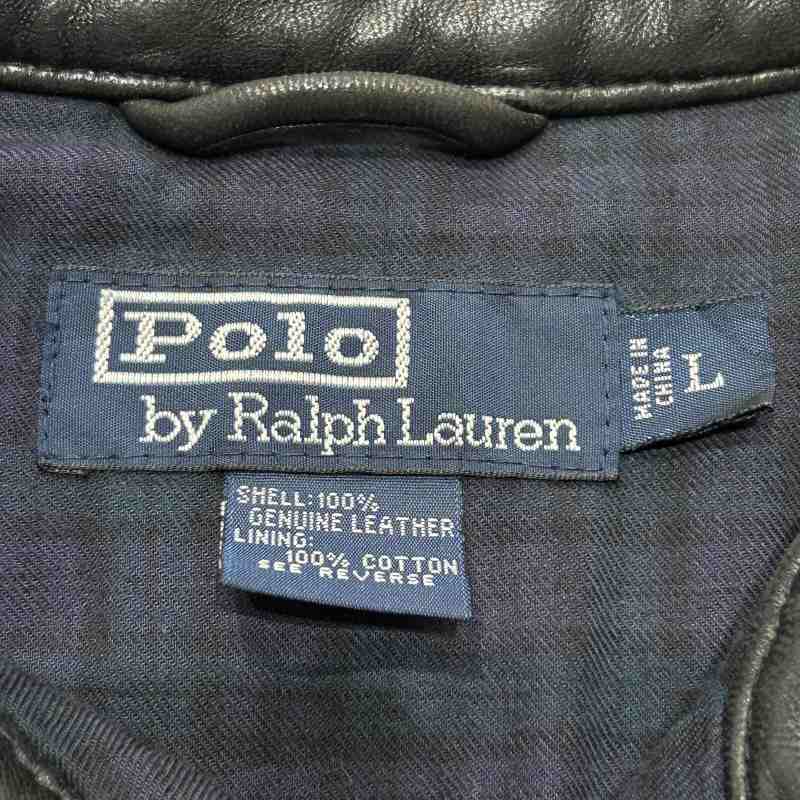 Polo
by Ralph Lauren
MADE IN
CHINA
L
SHELL:100%
GENUINE LEATHER
LINING:
100% COTTON
SEE REVERSE